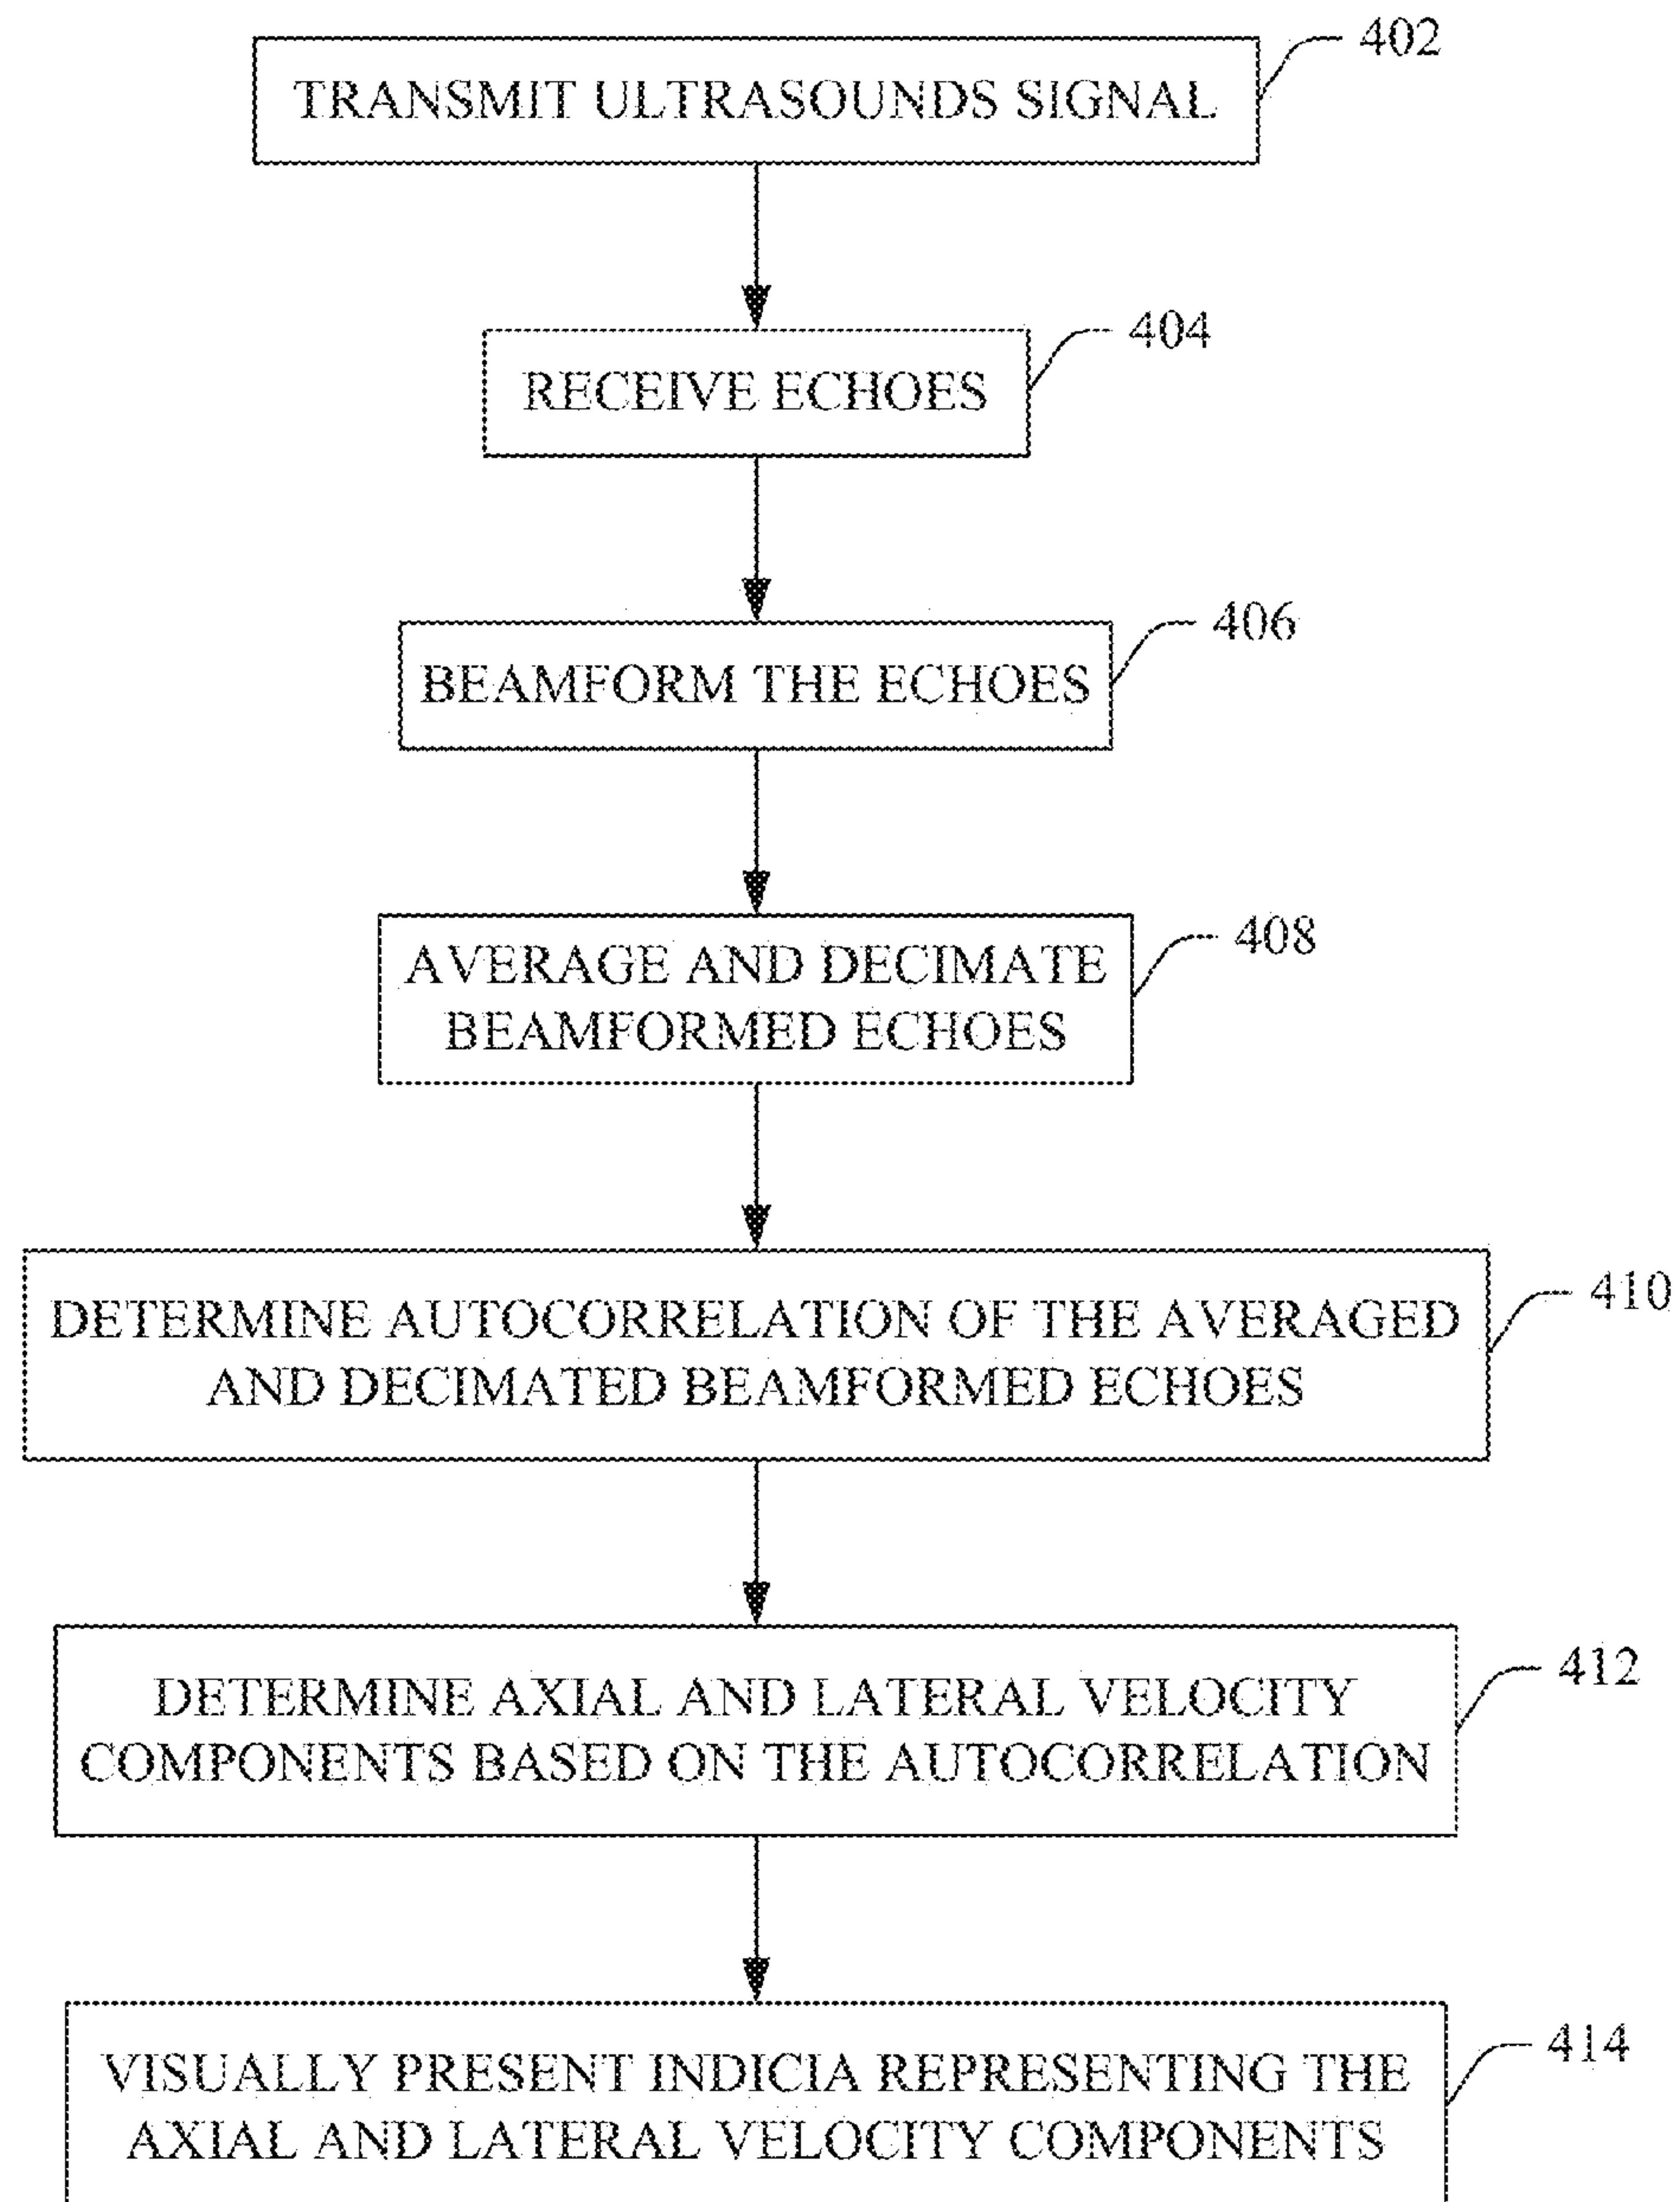 402
TRANSMIT ULTRASOUNDS SIGNAL
404
RECEIVE ECHOES
406
BEAMFORM THE ECHOES
408
AVERAGE AND DECIMATE
BEAMFORMED ECHOES
410
DETERMINE AUTOCORRELATION OF THE AVERAGED
AND DECIMATED BEAMFORMED ECHOES
412
DETERMINE AXIAL AND LATERAL VELOCITY
COMPONENTS BASED ON THE AUTOCORRELATION
414
VISUALLY PRESENT INDICIA REPRESENTING THE
AXIAL AND LATERAL VELOCITY COMPONENTS